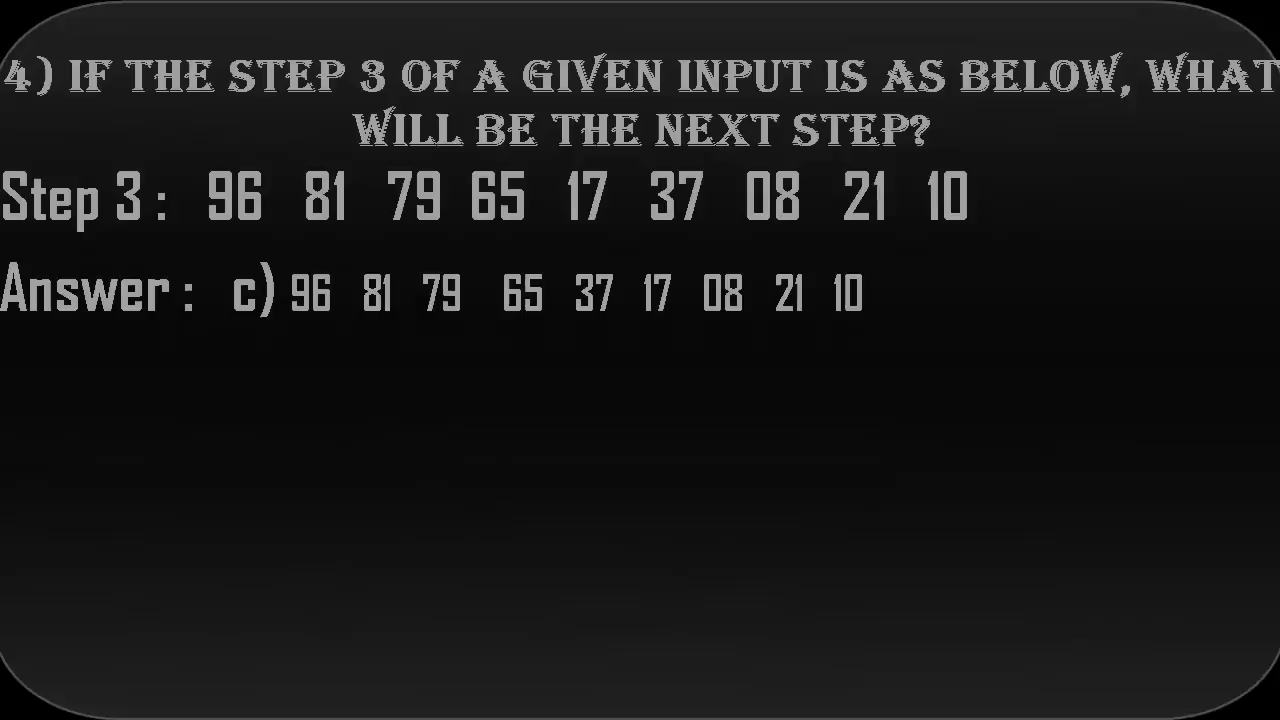 4) IF THE STEP 3 OF A GIVEN INPUT IS AS BELOW, WHAT
WILL BE THE NEXT STEP?
Step 3 : 96 81 79 65 17 37 08 21 10
Answer : c) 96 81 79 65 37 17 08 21 10